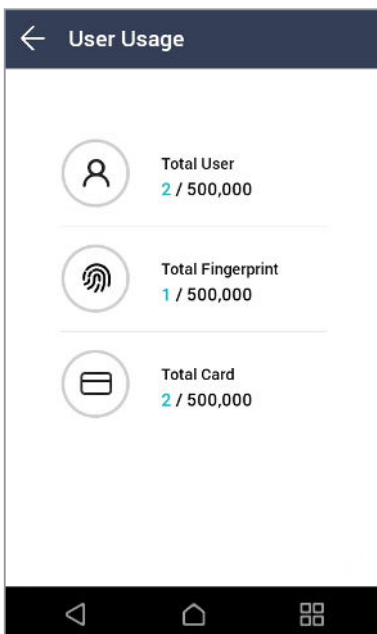 User Usage
Total User
2 / 500,000
Total Fingerprint
1 / 500,000
Total Card
2 / 500,000